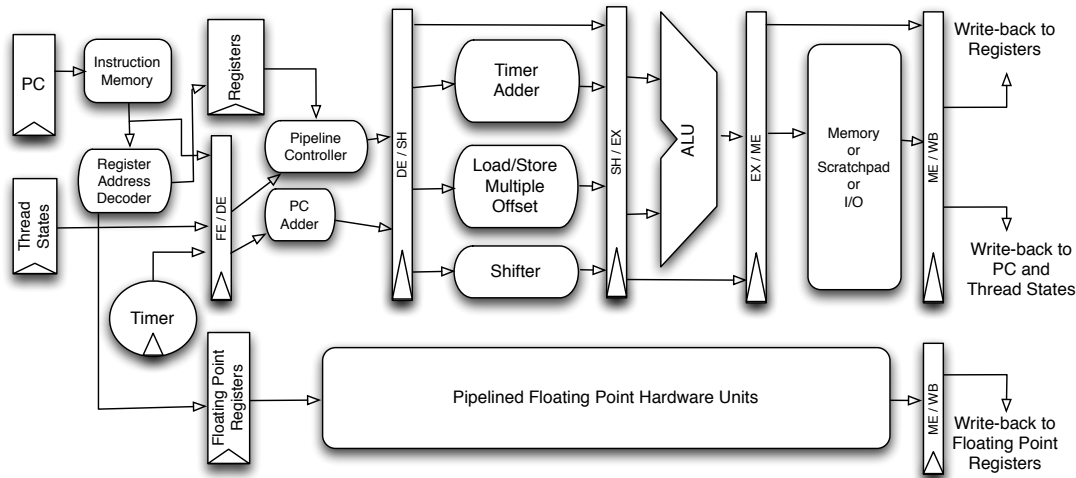 PC
Instruction
Memory
Register
Address
Decoder
Thread
States
Timer
Registers
FE / DE
Pipeline
Controller
PC
Adder
DE / SH
Timer
Adder
Load/Store
Multiple
Offset
Shifter
SH / EX
ALU
EX / ME
Memory
or
Scratchpad
or
I/O
ME / WB
Write-back to
Registers
Write-back to
PC and
Thread States
Floating Point
Registers
Pipelined Floating Point Hardware Units
ME / WB
Write-back to
Floating Point
Registers